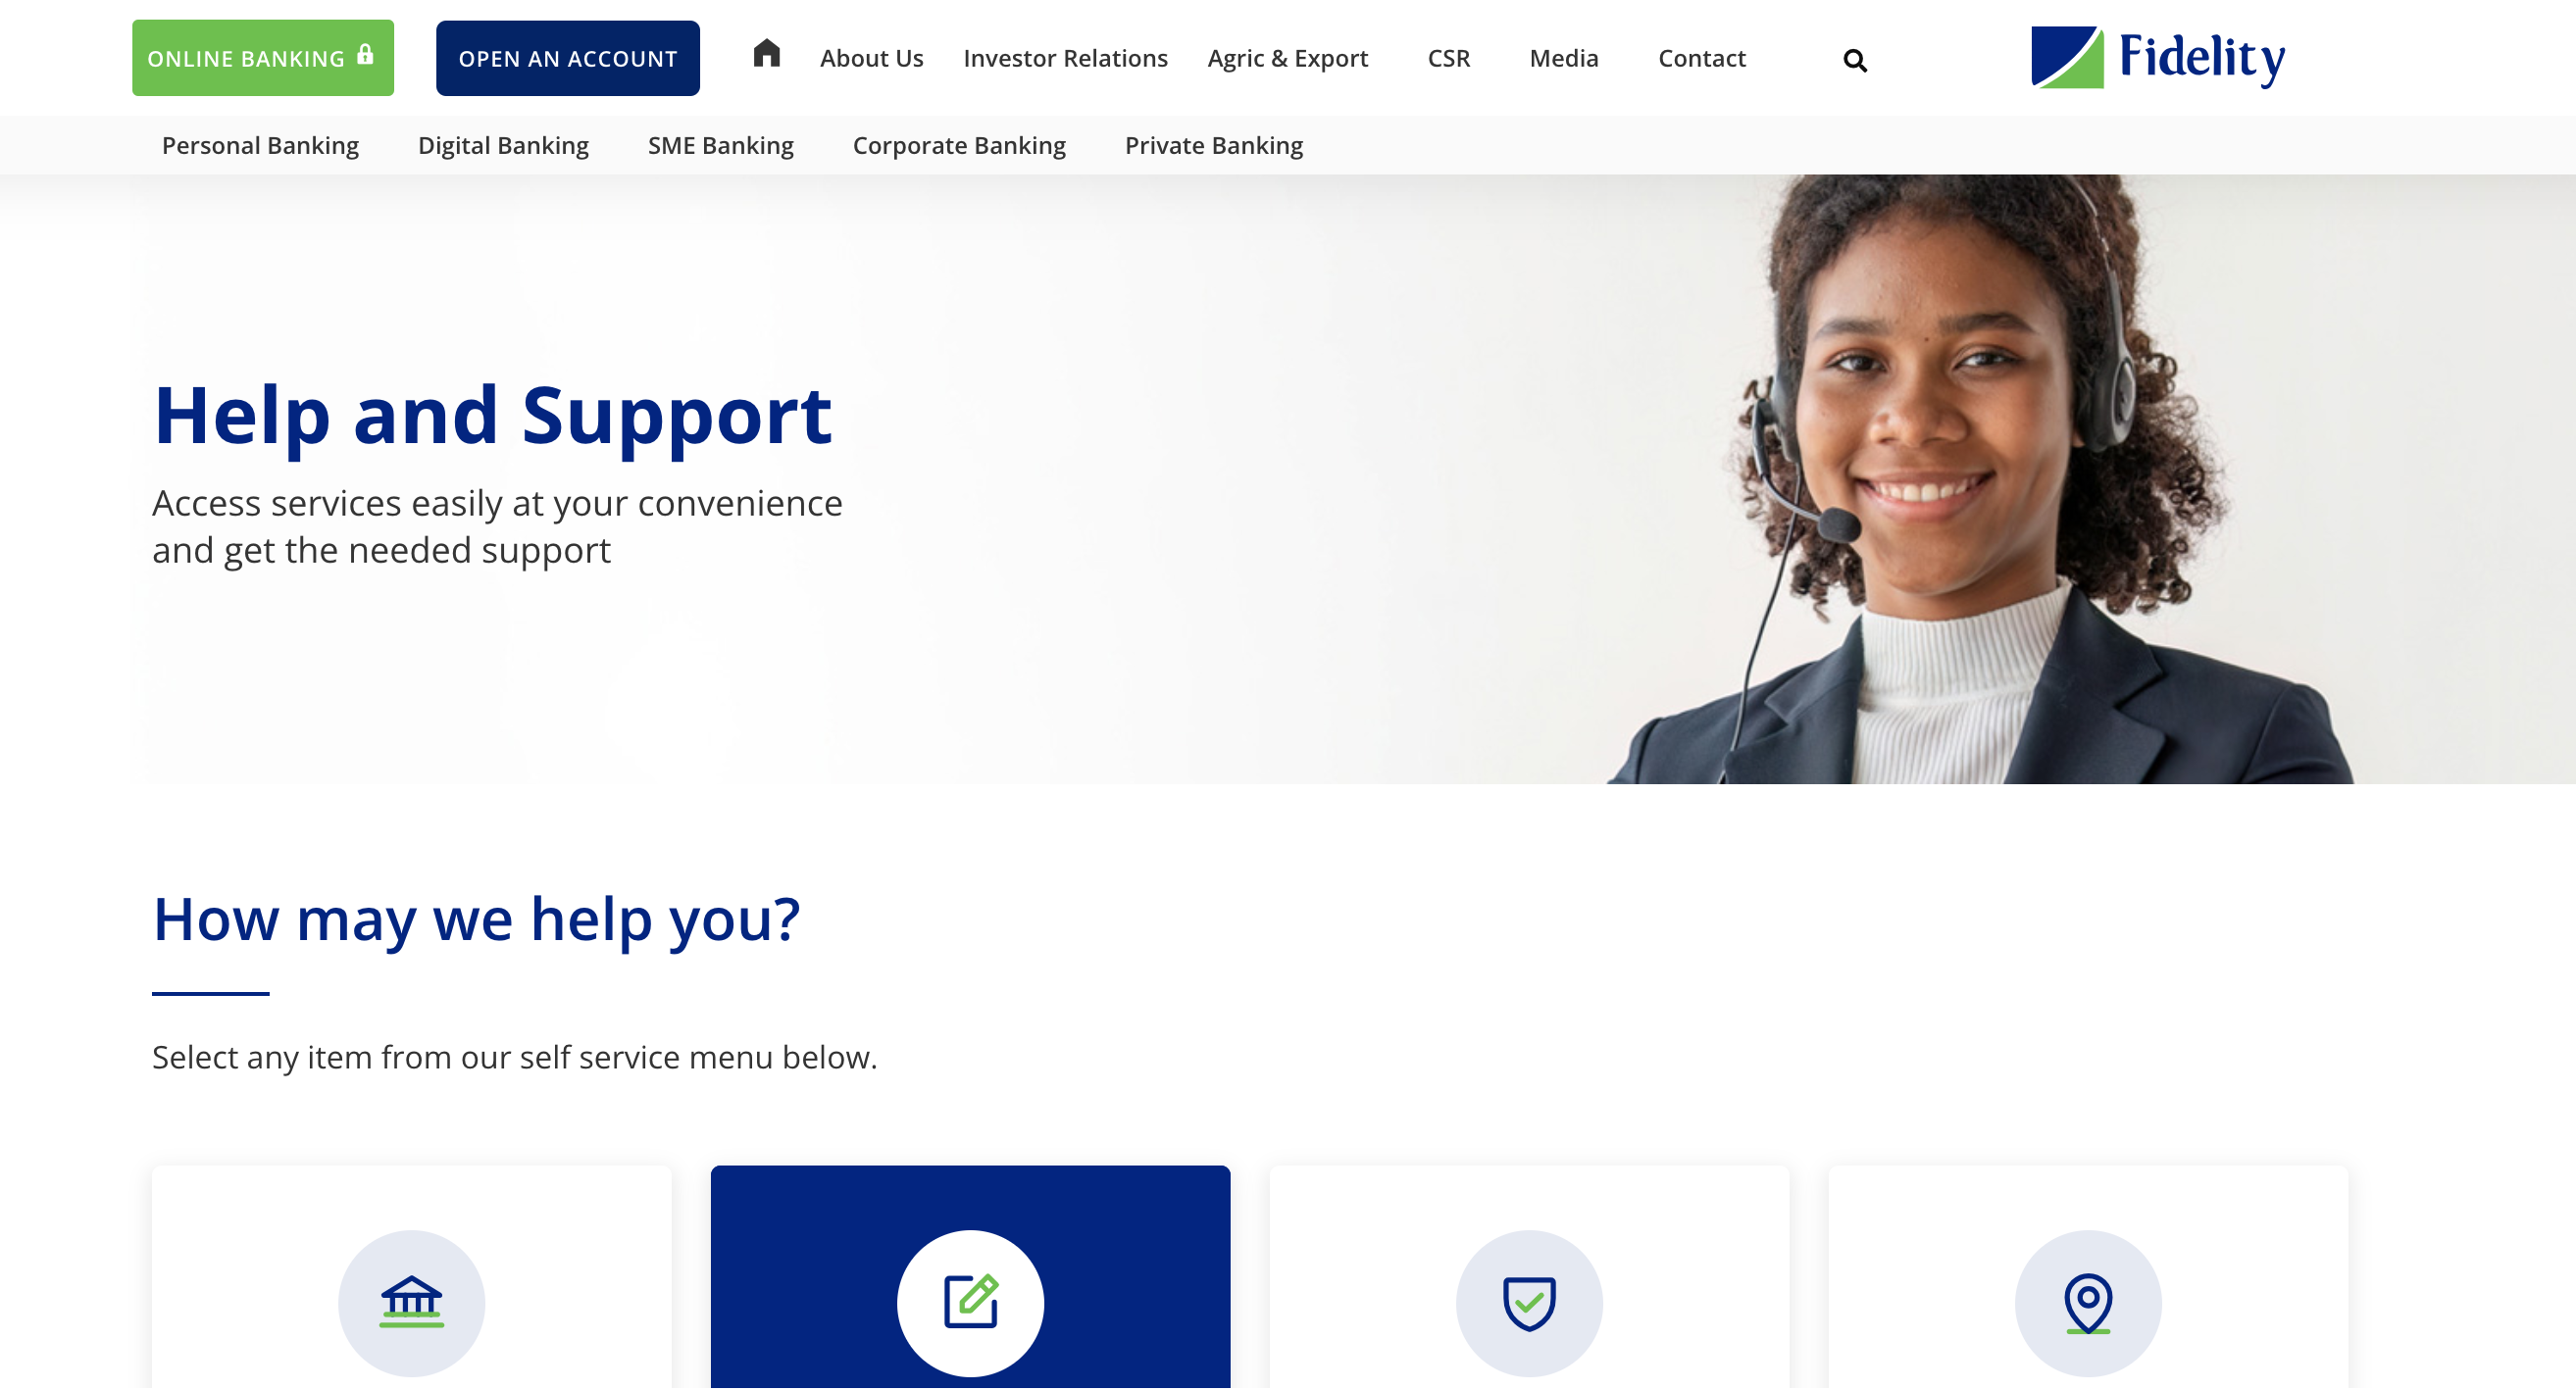 ONLINE BANKING
OPEN AN ACCOUNT
About Us
Investor Relations
Agric & Export
CSR
Media
Contact
Fidelity
Personal Banking
Digital Banking
SME Banking
Corporate Banking
Private Banking
Help and Support
Access services easily at your convenience
and get the needed support
How may we help you?
Select any item from our self service menu below.